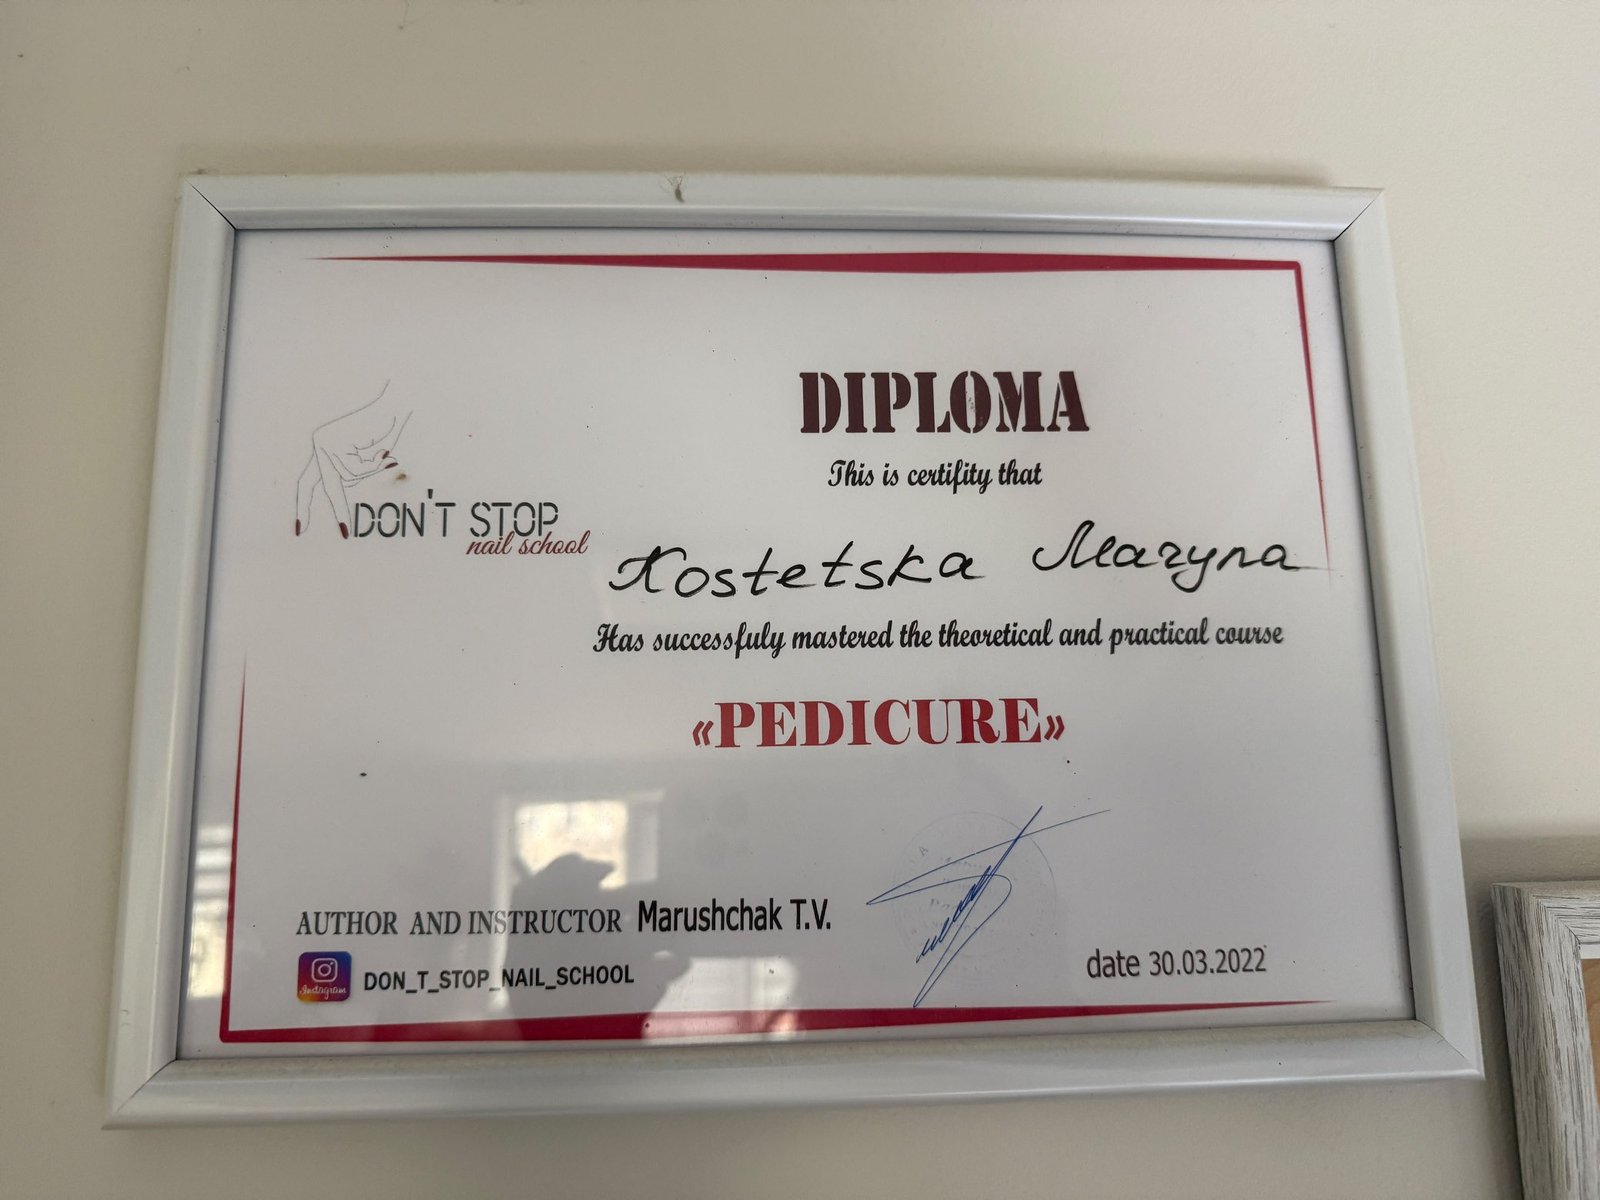 DIPLOMA
This is certifity that
DON'T STOP
nail school
Kostetska Maryna
Has successfuly mastered the theoretical and practical course
«PEDICURE»
AUTHOR AND INSTRUCTOR Marushchak T.V.
Instagram
DON_T_STOP_NAIL_SCHOOL
date 30.03.2022